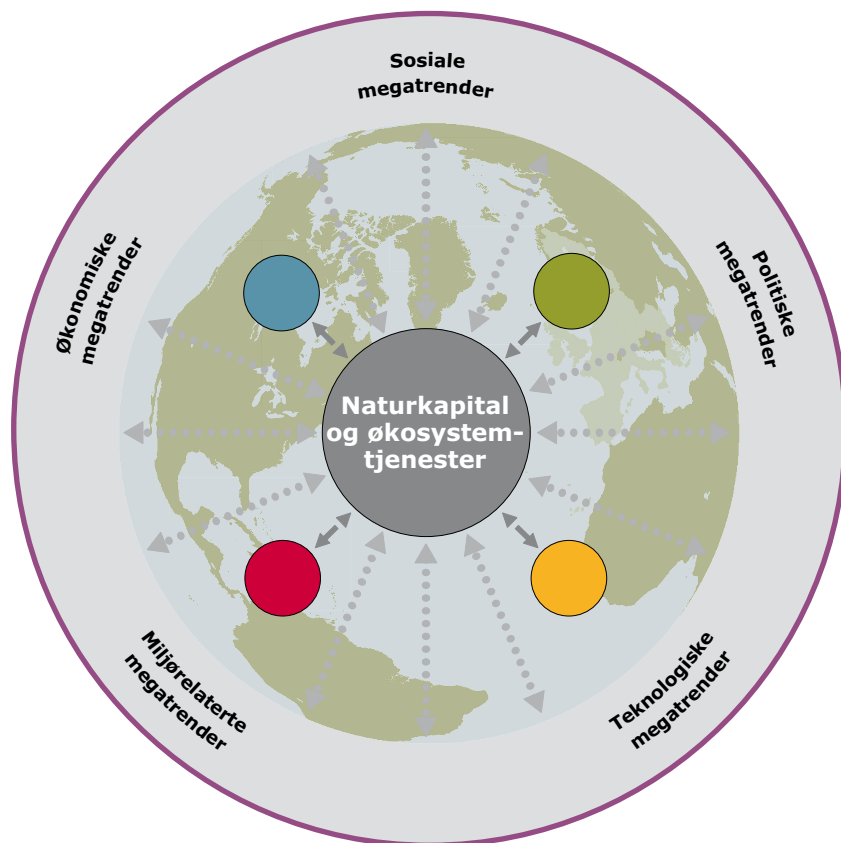 Sosiale
megatrender
Økonomiske
megatrender
Politiske
megatrender
Naturkapital
og økosystem-
tjenester
Miljørelaterte
megatrender
Teknologiske
megatrender